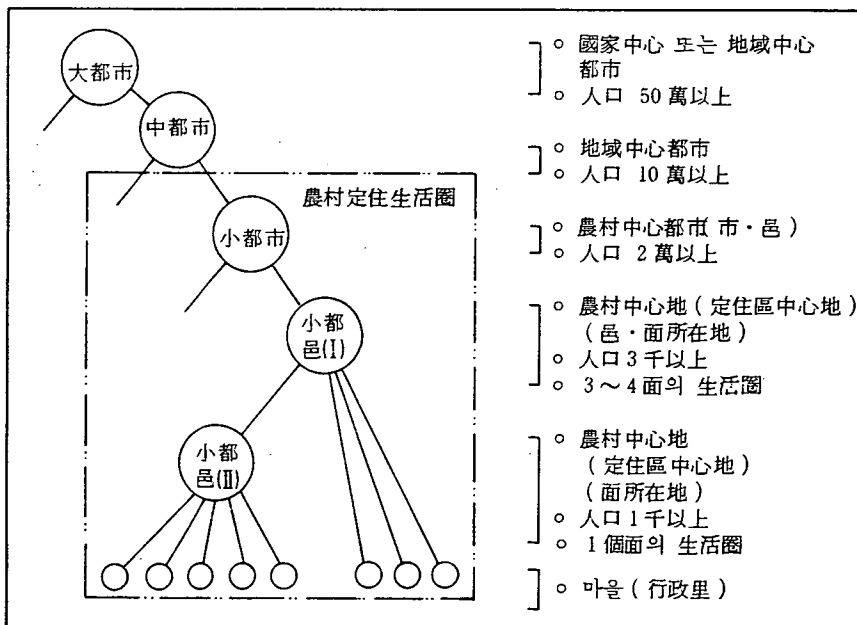 大都市
中都市
農村定住生活圈
小都市
小都
邑(Ⅰ)
小都
邑(Ⅱ)
○ 國家中心 또는 地域中心
都市
○ 人口 50 萬以上
○ 地域中心都市
○ 人口 10 萬以上
○ 農村中心都市( 市・邑 )
○ 人口 2 萬以上
○ 農村中心地 ( 定住區中心地 )
( 邑・面所在地 )
○ 人口 3 千以上
○ 3 ~ 4 面의 生活圈
○ 農村中心地
( 定住區中心地 )
( 面所在地 )
○ 人口 1 千以上
○ 1 個面의 生活圈
○ 마을 ( 行政里 )